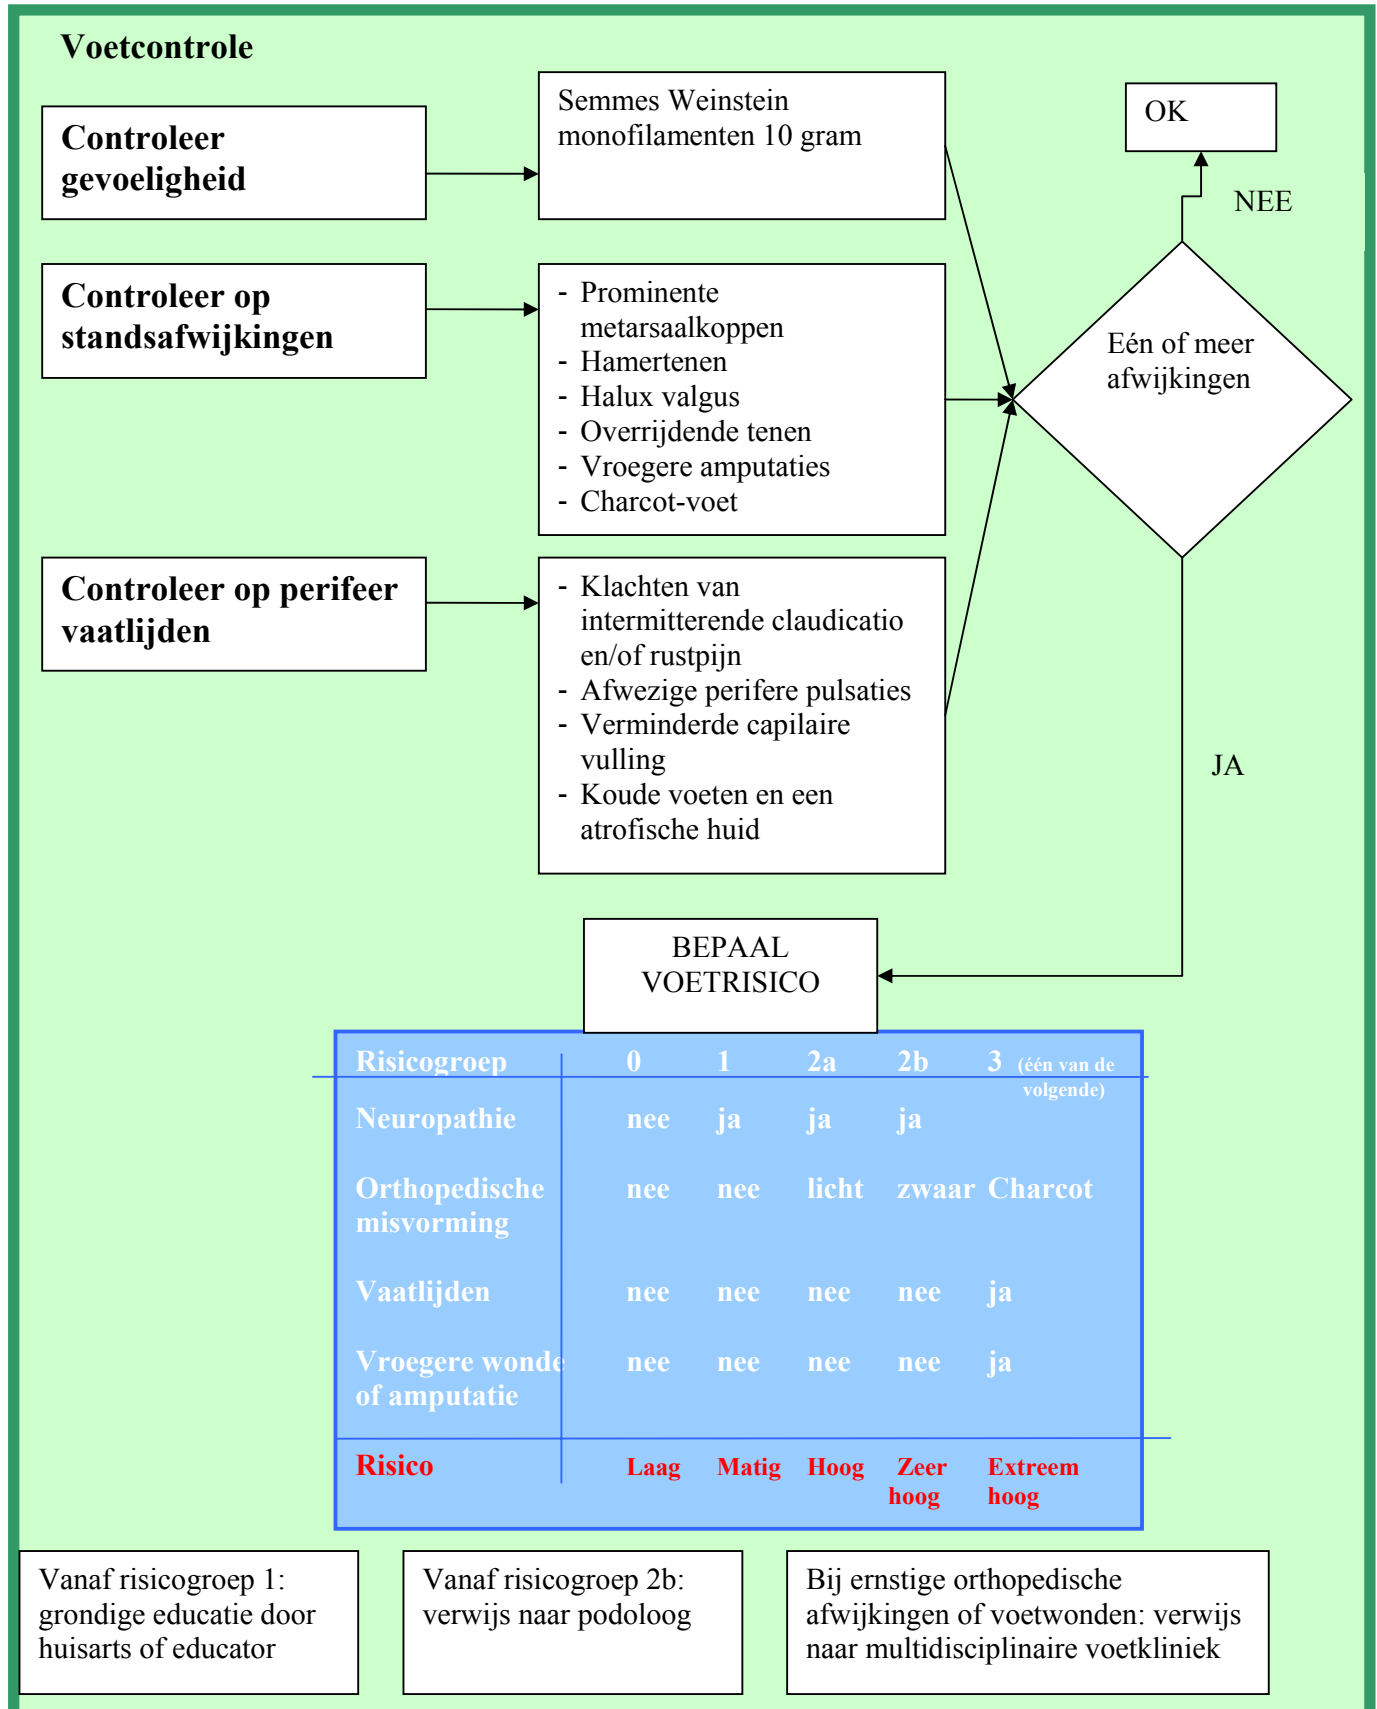 Voetcontrole
Controleer
gevoeligheid
Semmes Weinstein
monofilamenten 10 gram
OK
NEE
Controleer op
standsafwijkingen
- Prominente
metarsaalkoppen
- Hamertenen
- Halux valgus
- Overrijdende tenen
- Vroegere amputaties
- Charcot-voet
Eén of meer
afwijkingen
Controleer op perifeer
vaatlijden
- Klachten van
intermitterende claudicatio
en/of rustpijn
- Afwezige perifere pulsaties
- Verminderde capilaire
vulling
- Koude voeten en een
atrofische huid
JA
BEPAAL
VOETRISICO
Risicogroep 0 1 2a 2b 3 (één van de
volgende)
Neuropathie nee ja ja ja
Orthopedische nee nee licht zwaar Charcot
misvorming
Vaatlijden nee nee nee nee ja
Vroegere wonde nee nee nee nee ja
of amputatie
Risico Laag Matig Hoog Zeer Extreem
hoog hoog
Vanaf risicogroep 1:
grondige educatie door
huisarts of educator
Vanaf risicogroep 2b:
verwijs naar podoloog
Bij ernstige orthopedische
afwijkingen of voetwonden: verwijs
naar multidisciplinaire voetkliniek